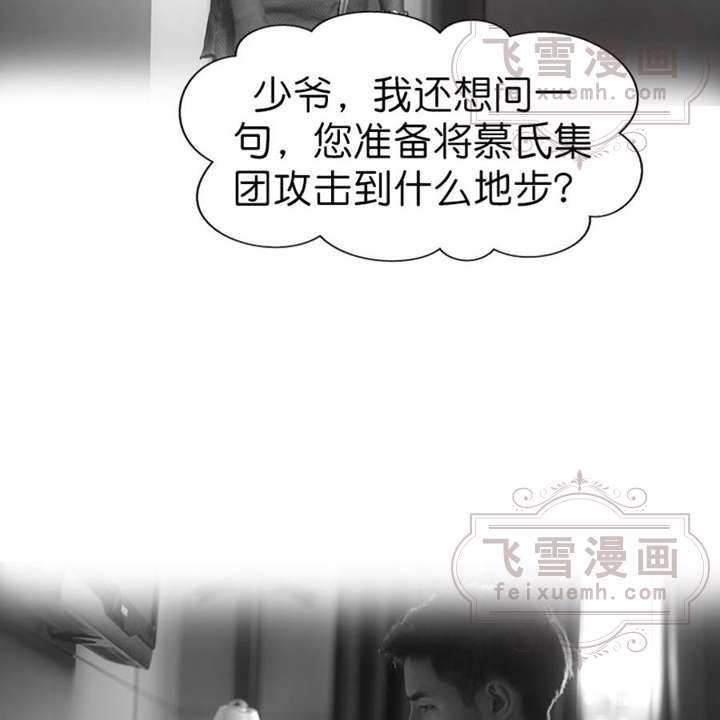 飞雪漫画
feixuemh.com
少爷，我还想问一
句，您准备将慕氏集
团攻击到什么地步？
飞雪漫画
feixuemh.com